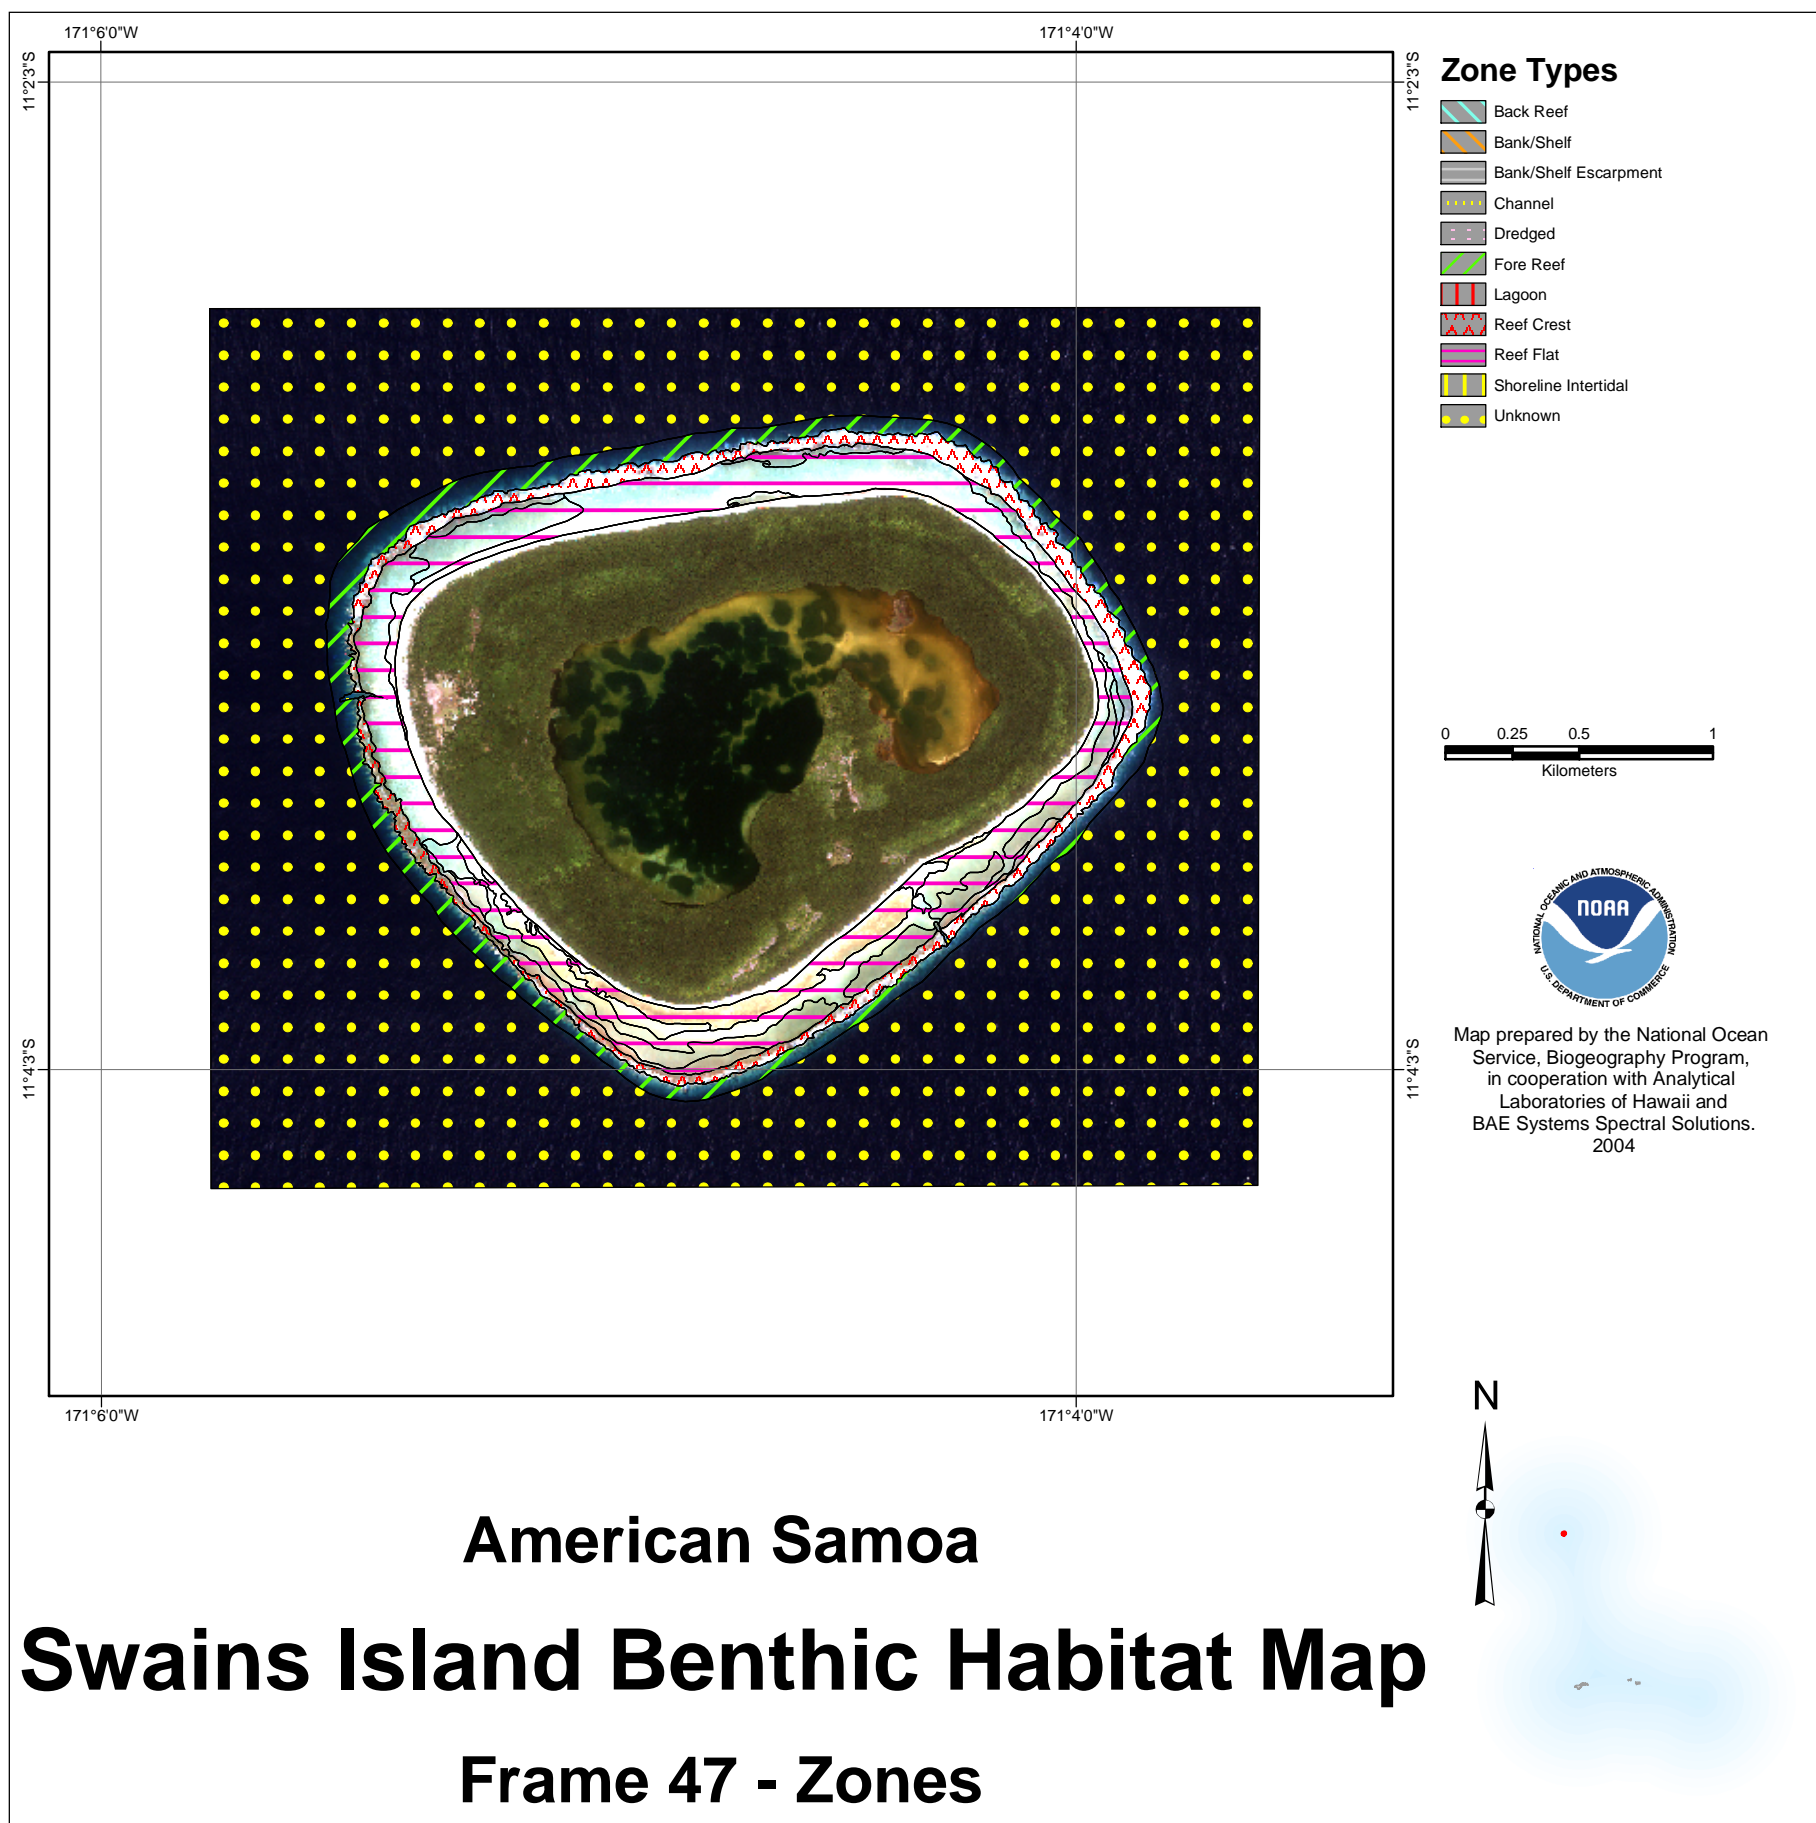 171°6'0"W
171°4'0"W
11°2'3"S
11°2'3"S
Zone Types
Back Reef
Bank/Shelf
Bank/Shelf Escarpment
Channel
Dredged
Fore Reef
Lagoon
Reef Crest
Reef Flat
Shoreline Intertidal
Unknown
0 0.25 0.5 1
Kilometers
NATIONAL OCEANIC AND ATMOSPHERIC ADMINISTRATION
NOAA
U.S. DEPARTMENT OF COMMERCE
Map prepared by the National Ocean
Service, Biogeography Program,
in cooperation with Analytical
Laboratories of Hawaii and
BAE Systems Spectral Solutions.
2004
11°4'3"S
11°4'3"S
171°6'0"W
171°4'0"W
N
American Samoa
Swains Island Benthic Habitat Map
Frame 47 - Zones